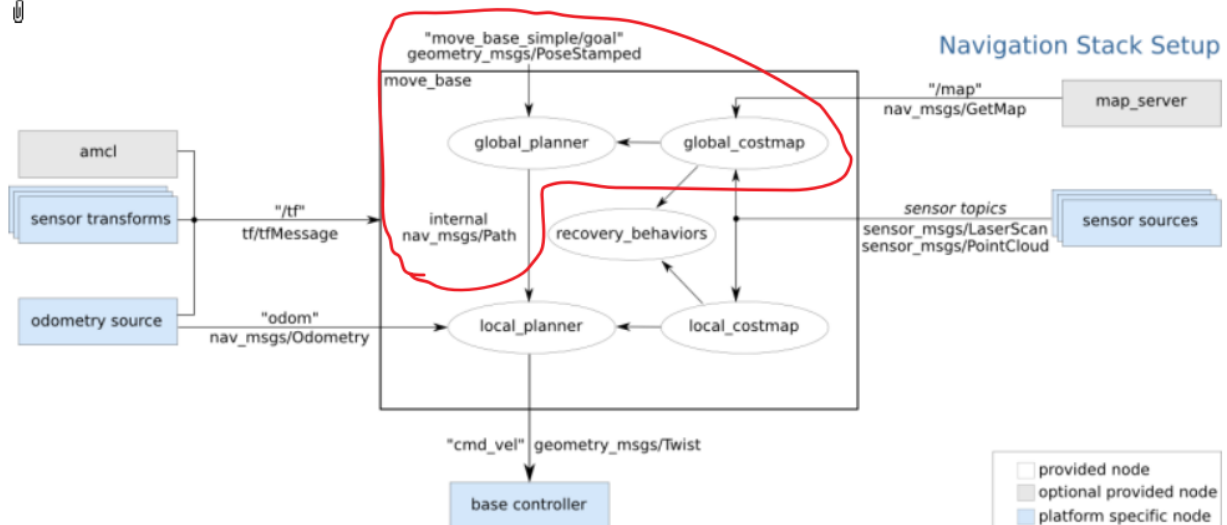 Navigation Stack Setup
"move_base_simple/goal"
geometry_msgs/PoseStamped
move_base
"/map"
nav_msgs/GetMap
map_server
global_planner
global_costmap
amcl
sensor transforms
"/tf"
tf/tfMessage
internal
nav_msgs/Path
recovery_behaviors
sensor topics
sensor_msgs/LaserScan
sensor_msgs/PointCloud
sensor sources
odometry source
"odom"
nav_msgs/Odometry
local_planner
local_costmap
"cmd_vel" geometry_msgs/Twist
base controller
provided node
optional provided node
platform specific node